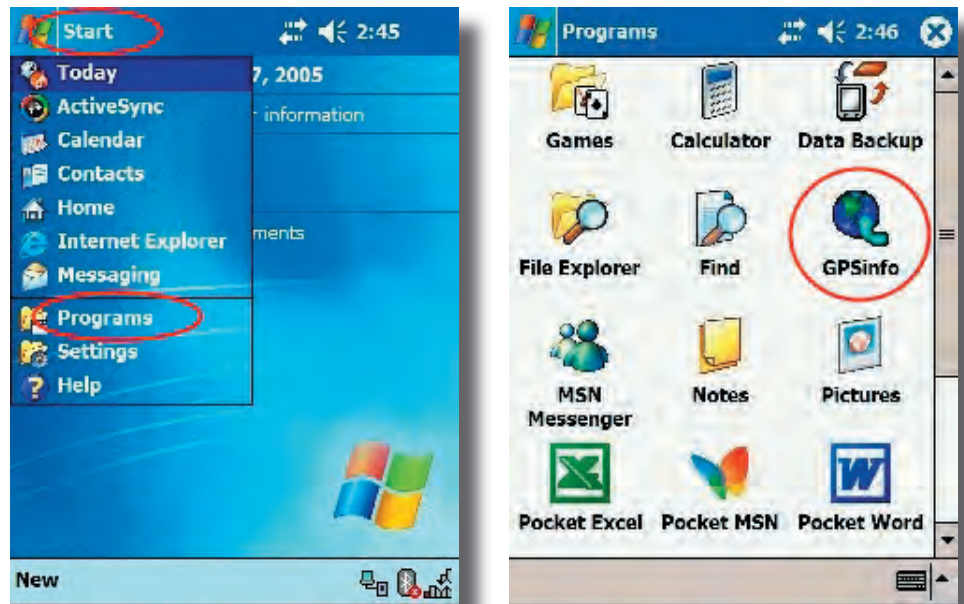 Start 2:45
Today
7, 2005
ActiveSync
r information
Calendar
Contacts
Home
Internet Explorer
ments
Messaging
Programs
Settings
Help
New
Programs 2:46
Games Calculator Data Backup
File Explorer Find GPSinfo
MSN Notes Pictures
Messenger
Pocket Excel Pocket MSN Pocket Word